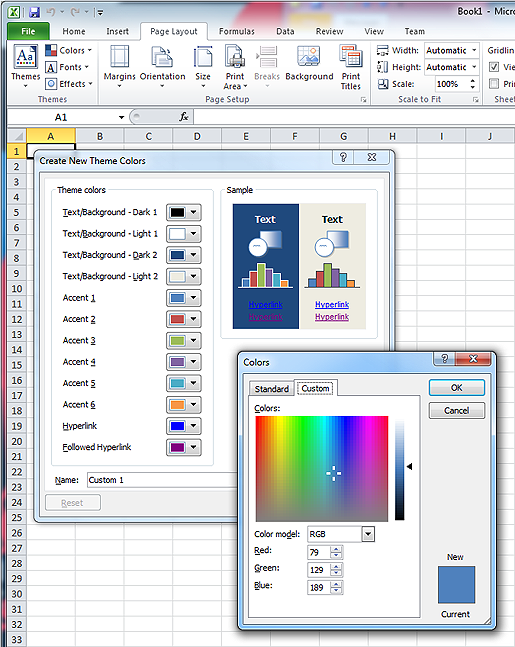 Book1 - Micros
File Home Insert Page Layout Formulas Data Review View Team
Themes
Colors
Fonts
Effects
Themes
Margins Orientation Size Print Area Breaks Background Print Titles
Page Setup
Width: Automatic
Height: Automatic
Scale: 100%
Scale to Fit
Gridlin
Vie
Prin
A1 fx
A B C D E F G H I J
1
2
3
4
5
6
7
8
9
10
11
12
13
14
15
16
17
18
19
20
21
22
23
24
25
26
27
28
29
30
31
32
33
Create New Theme Colors ?
Theme colors
Text/Background - Dark 1
Text/Background - Light 1
Text/Background - Dark 2
Text/Background - Light 2
Accent 1
Accent 2
Accent 3
Accent 4
Accent 5
Accent 6
Hyperlink
Followed Hyperlink
Name: Custom 1
Reset
Sample
Text Text
Hyperlink Hyperlink
Hyperlink Hyperlink
Colors ?
Standard Custom
OK
Cancel
Colors:
Color model: RGB
Red: 79
Green: 129
Blue: 189
New
Current